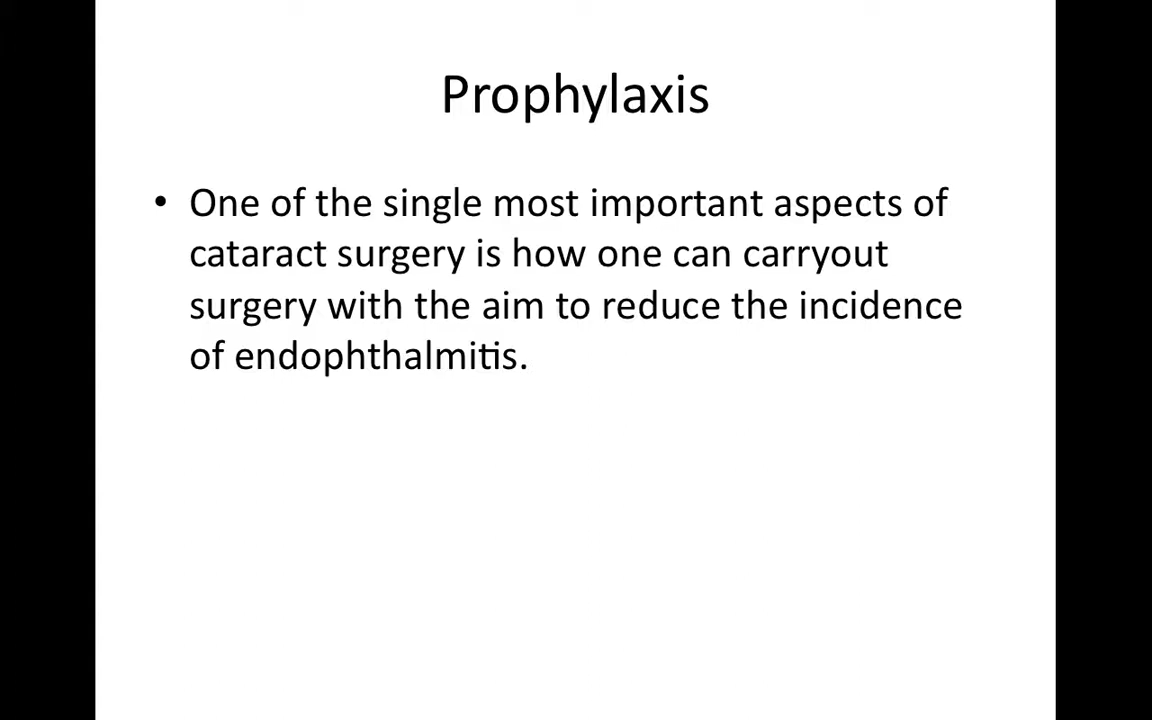 Prophylaxis
• One of the single most important aspects of
cataract surgery is how one can carryout
surgery with the aim to reduce the incidence
of endophthalmitis.